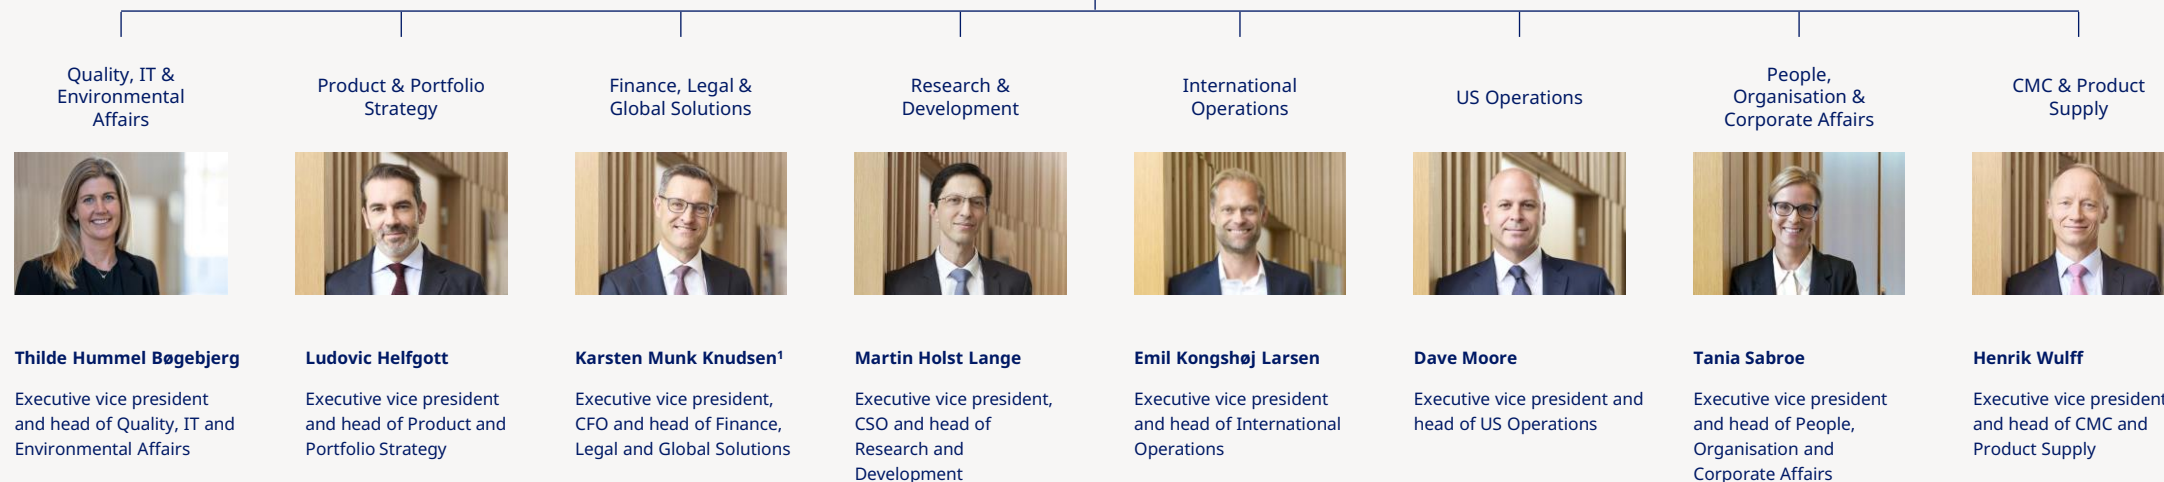 Quality, IT &
Environmental
Affairs
Product & Portfolio
Strategy
Finance, Legal &
Global Solutions
Research &
Development
International
Operations
US Operations
People,
Organisation &
Corporate Affairs
CMC & Product
Supply
Thilde Hummel Bøgebjerg
Executive vice president
and head of Quality, IT and
Environmental Affairs
Ludovic Helfgott
Executive vice president
and head of Product and
Portfolio Strategy
Karsten Munk Knudsen¹
Executive vice president,
CFO and head of Finance,
Legal and Global Solutions
Martin Holst Lange
Executive vice president,
CSO and head of
Research and
Development
Emil Kongshøj Larsen
Executive vice president
and head of International
Operations
Dave Moore
Executive vice president and
head of US Operations
Tania Sabroe
Executive vice president
and head of People,
Organisation and
Corporate Affairs
Henrik Wulff
Executive vice president
and head of CMC and
Product Supply